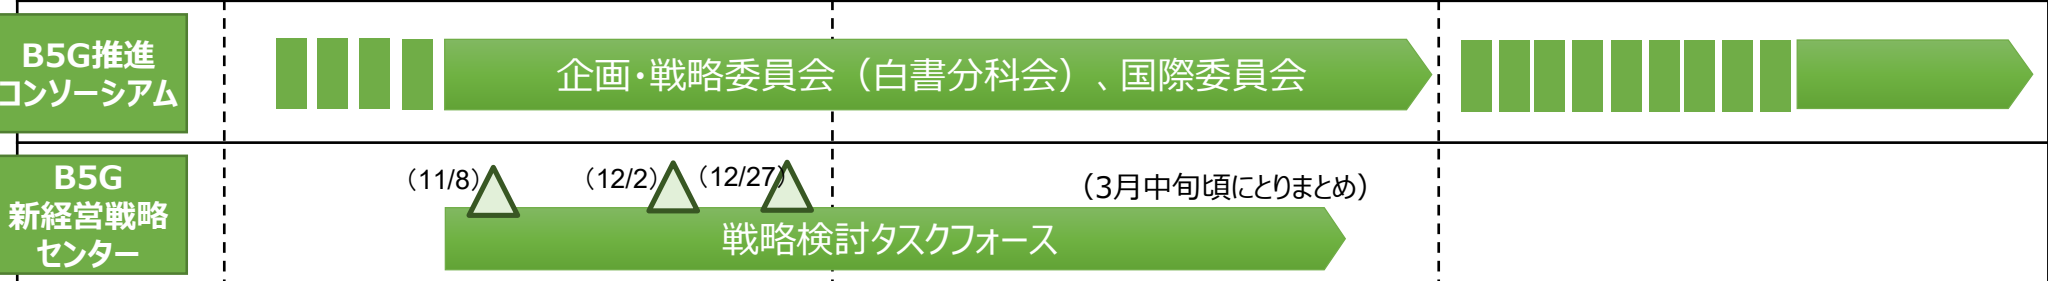 B5G推進
コンソーシアム
企画・戦略委員会（白書分科会）、国際委員会
B5G
新経営戦略
センター
（11/8）
（12/2）
（12/27）
（3月中旬頃にとりまとめ）
戦略検討タスクフォース